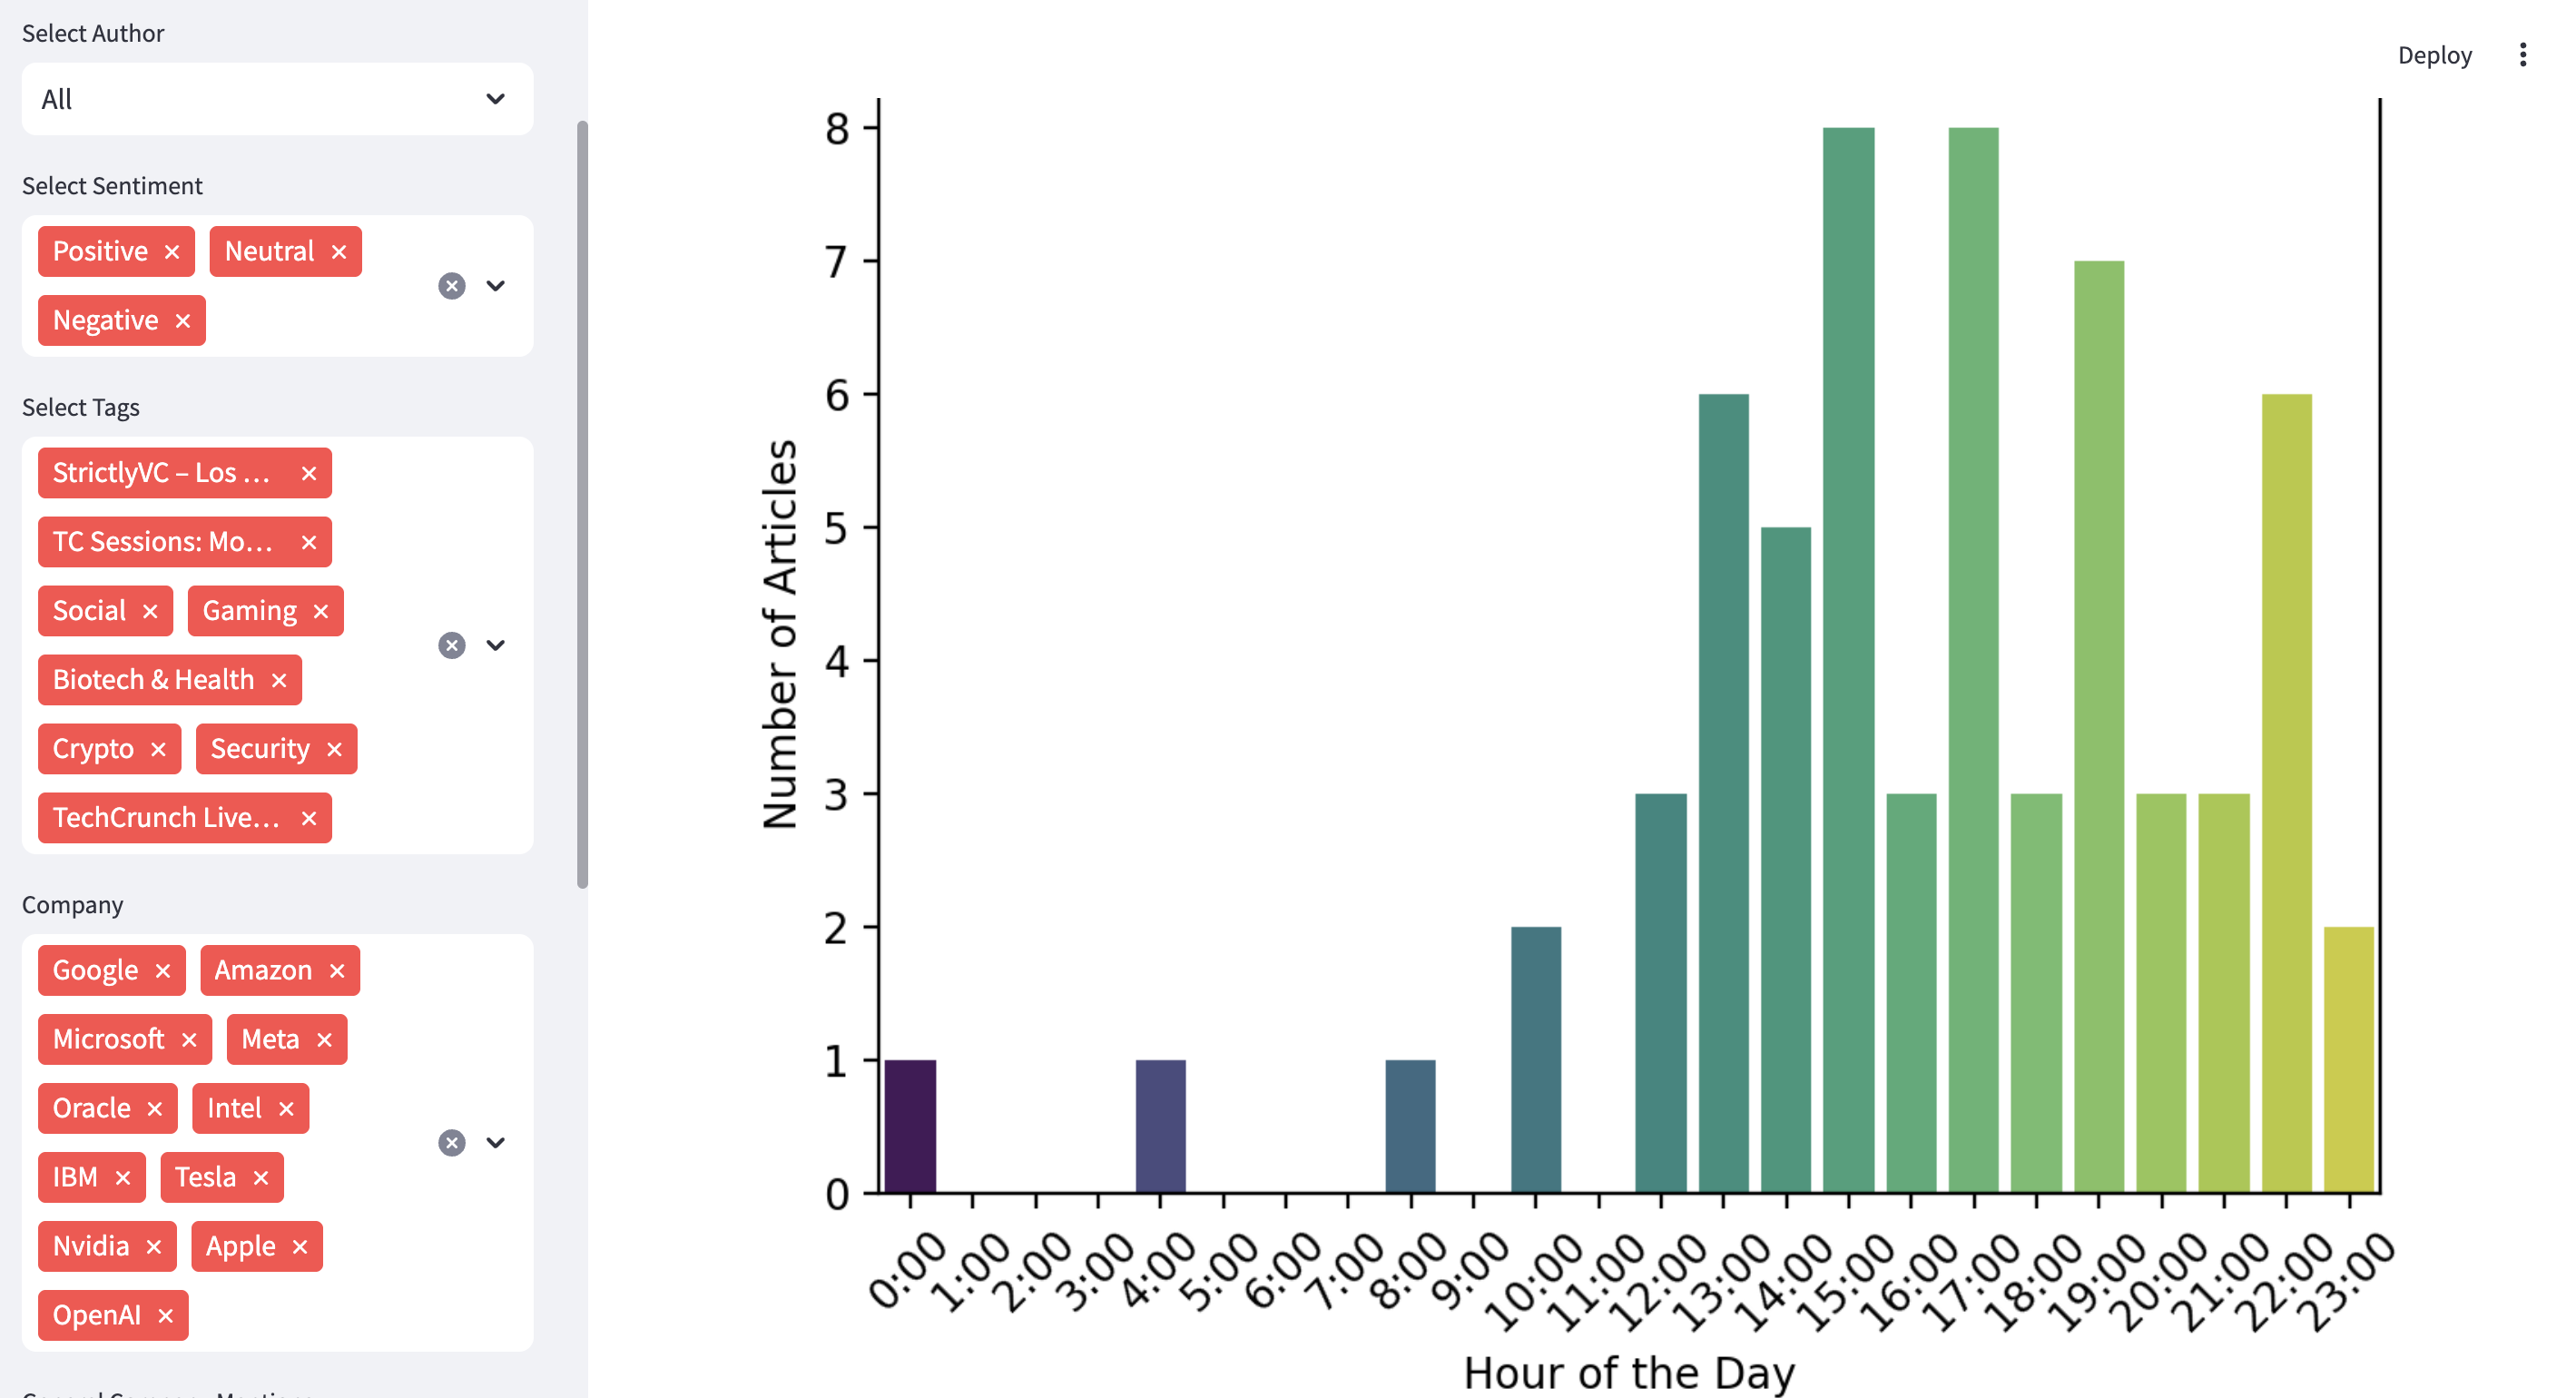 Select Author
All
Select Sentiment
Positive
Neutral
Negative
Select Tags
StrictlyVC – Los ...
TC Sessions: Mo...
Social
Gaming
Biotech & Health
Crypto
Security
TechCrunch Live...
Company
Google
Amazon
Microsoft
Meta
Oracle
Intel
IBM
Tesla
Nvidia
Apple
OpenAI
Deploy
Number of Articles
8
7
6
5
4
3
2
1
0
0:00
1:00
2:00
3:00
4:00
5:00
6:00
7:00
8:00
9:00
10:00
11:00
12:00
13:00
14:00
15:00
16:00
17:00
18:00
19:00
20:00
21:00
22:00
23:00
Hour of the Day